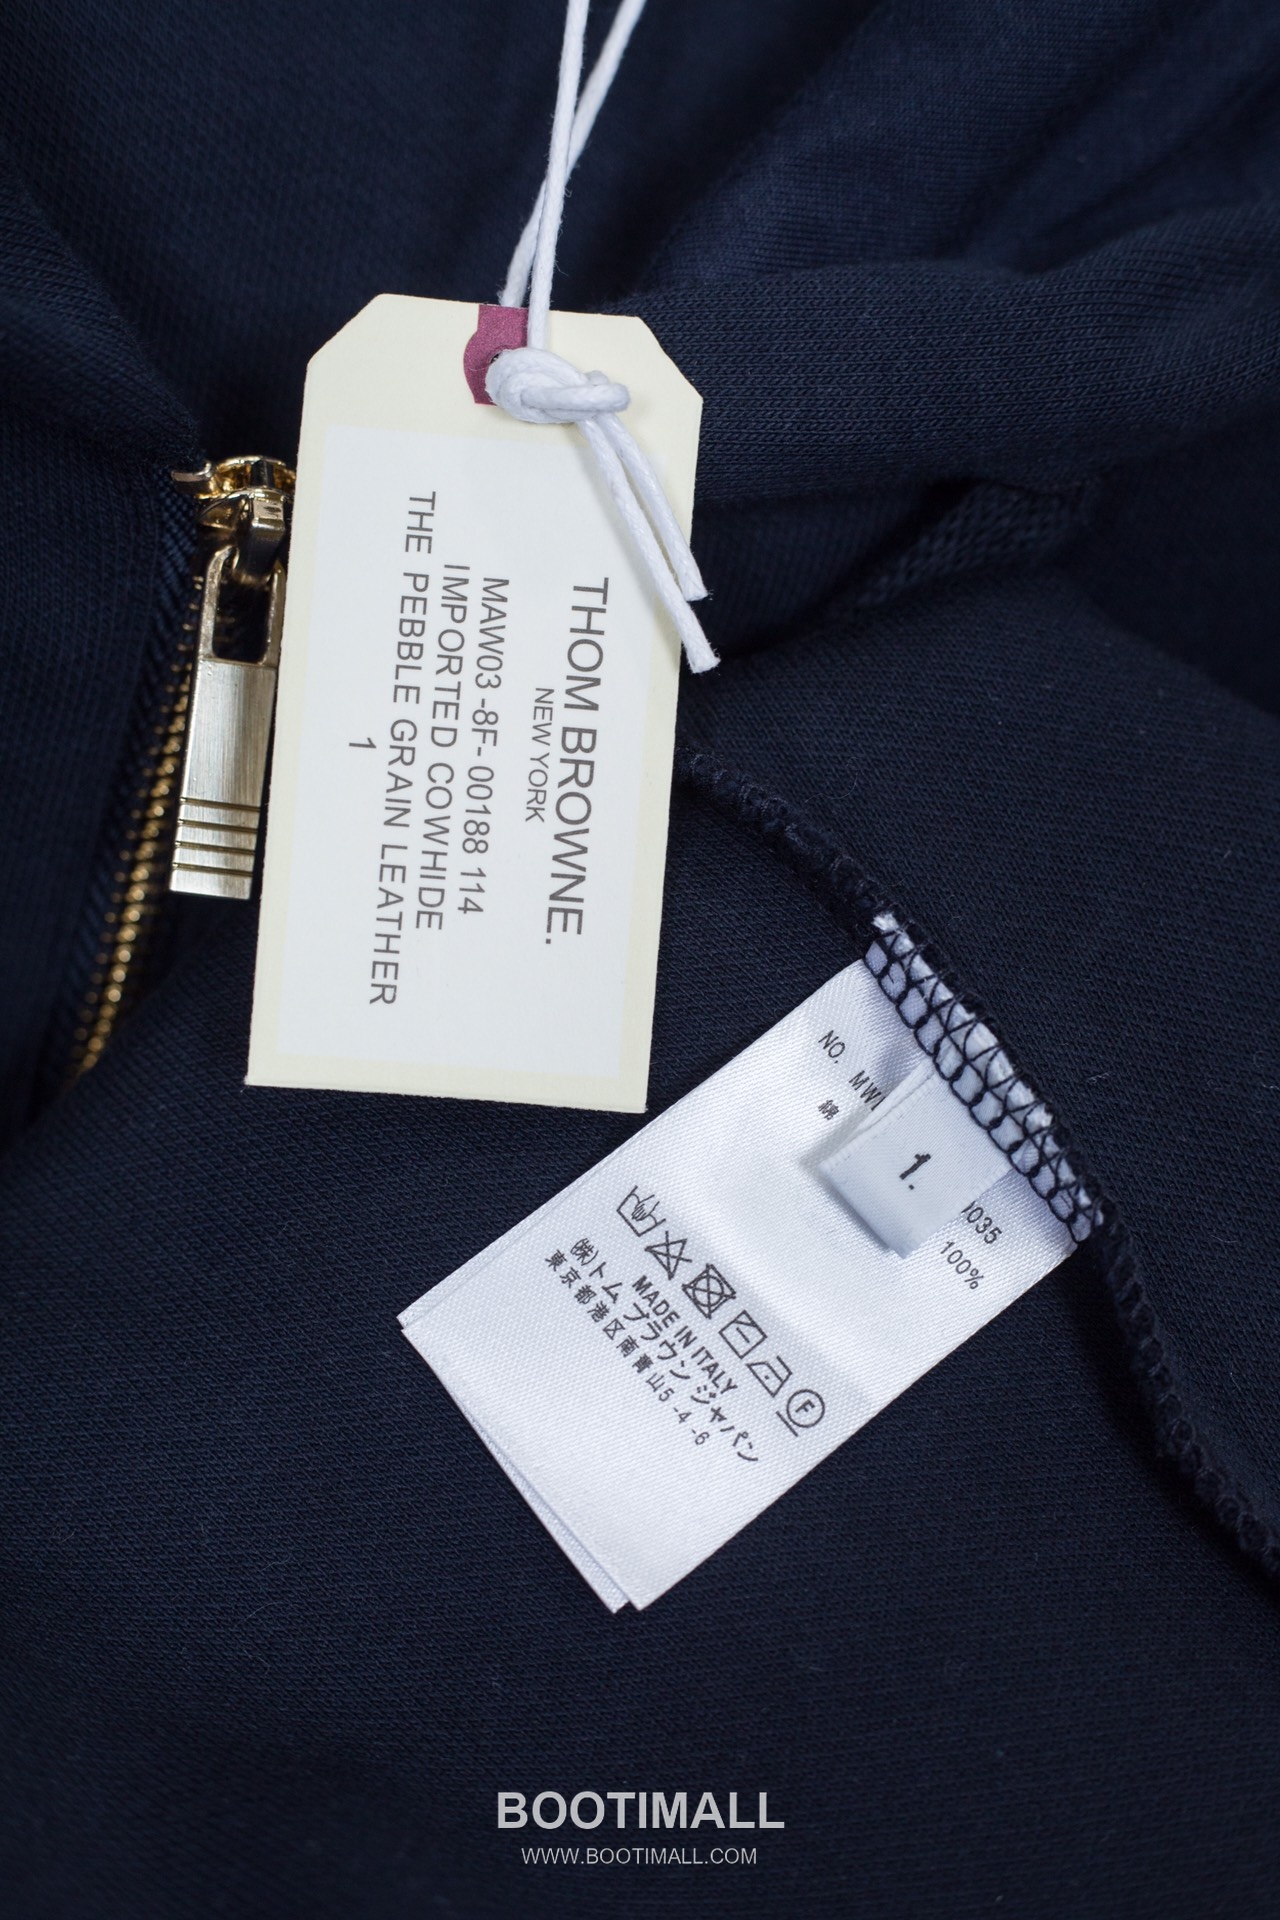 THOM BROWNE.
NEW YORK
MAW03 -8F- 00188 114
IMPORTED COWHIDE
THE PEBBLE GRAIN LEATHER
1
NO. MW
035
綿 100%
1.
F
MADE IN ITALY
(株)トム ブラウン ジャパン
東京都港区南青山5-4-6
BOOTIMALL
WWW.BOOTIMALL.COM